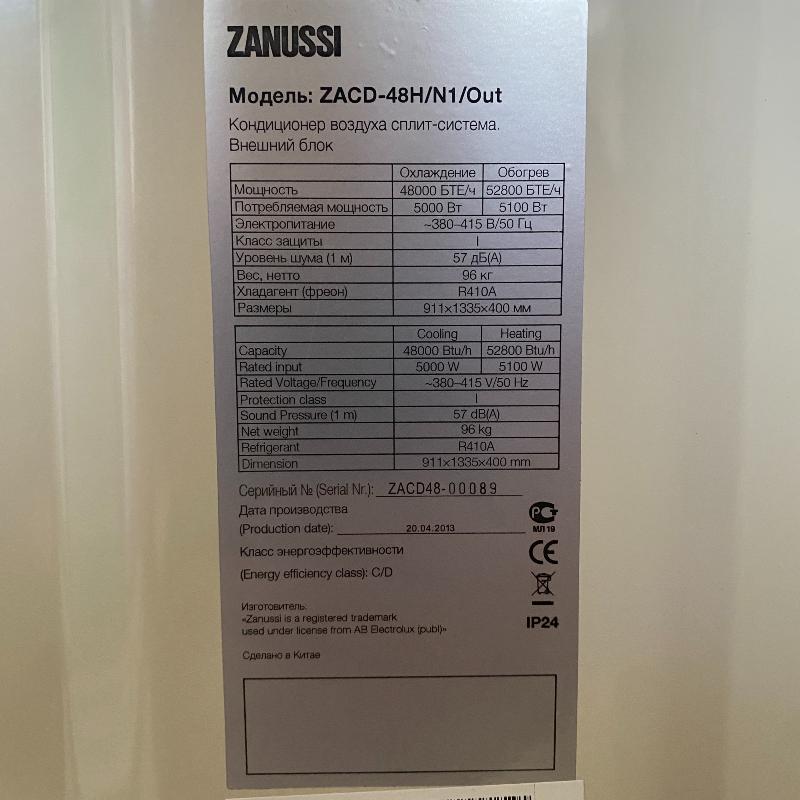 ZANUSSI
Модель: ZACD-48H/N1/Out
Кондиционер воздуха сплит-система.
Внешний блок
Охлаждение Обогрев
Мощность 48000 БТЕ/ч 52800 БТЕ/ч
Потребляемая мощность 5000 Вт 5100 Вт
Электропитание ~380–415 В/50 Гц
Класс защиты I
Уровень шума (1 м) 57 дБ(А)
Вес, нетто 96 кг
Хладагент (фреон) R410A
Размеры 911×1335×400 мм
Cooling Heating
Capacity 48000 Btu/h 52800 Btu/h
Rated input 5000 W 5100 W
Rated Voltage/Frequency ~380–415 V/50 Hz
Protection class I
Sound Pressure (1 m) 57 dB(A)
Net weight 96 kg
Refrigerant R410A
Dimension 911×1335×400 mm
Серийный № (Serial Nr.): ZACD48-00089
Дата производства
(Production date): 20.04.2013
РСТ
МЛ 19
Класс энергоэффективности
CE
(Energy efficiency class): C/D
Изготовитель:
«Zanussi is a registered trademark
used under license from AB Electrolux (publ)»
IP24
Сделано в Китае